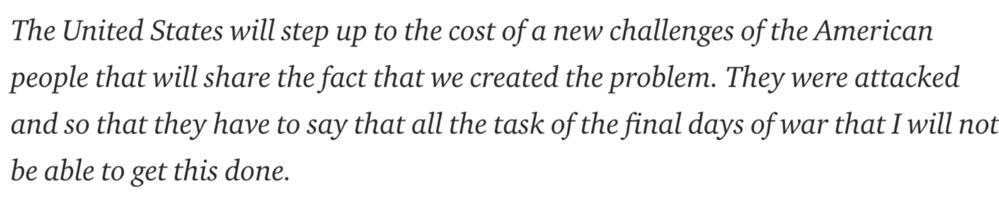 The United States will step up to the cost of a new challenges of the American
people that will share the fact that we created the problem. They were attacked
and so that they have to say that all the task of the final days of war that I will not
be able to get this done.